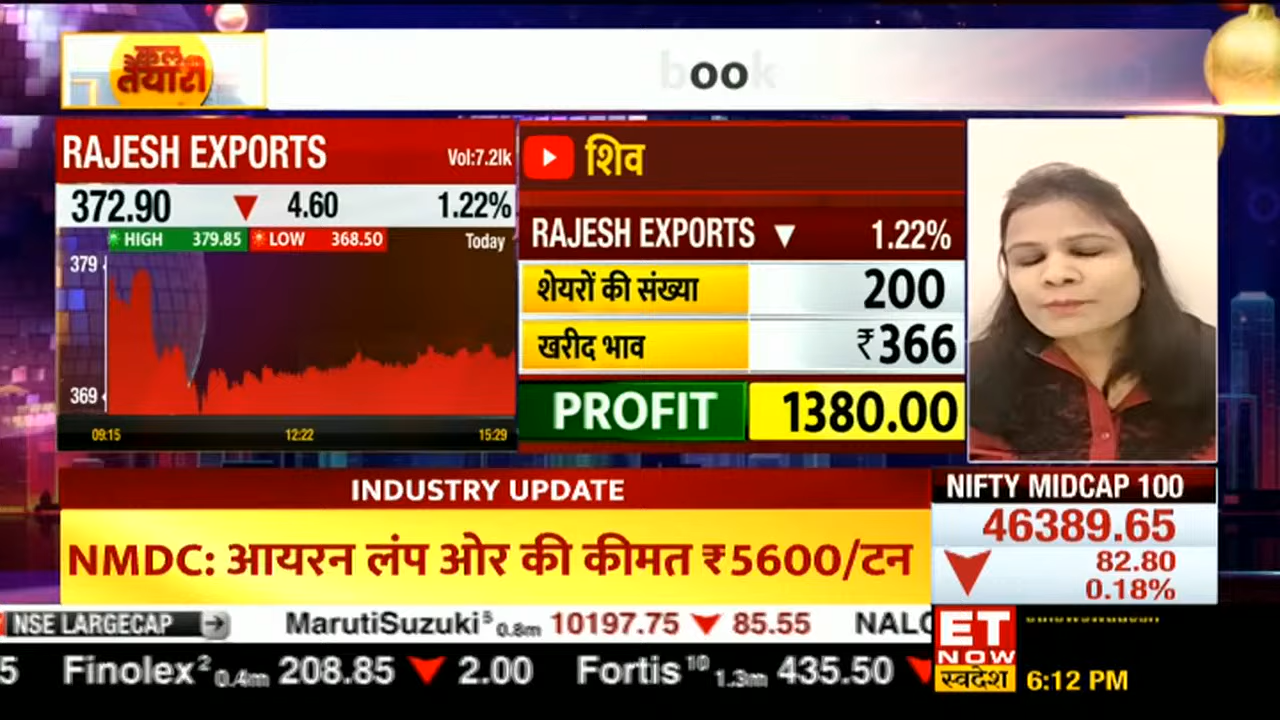 कल की तैयारी
ook
RAJESH EXPORTS Vol:7.2lk
372.90 ▼ 4.60 1.22%
HIGH 379.85 LOW 368.50 Today
379
369
09:15 12:22 15:29
शिव
RAJESH EXPORTS ▼ 1.22%
शेयरों की संख्या 200
खरीद भाव ₹366
PROFIT 1380.00
INDUSTRY UPDATE
NMDC: आयरन लंप ओर की कीमत ₹5600/टन
NIFTY MIDCAP 100
46389.65
82.80
0.18%
NSE LARGECAP MarutiSuzuki⁵ 0.8m 10197.75 ▼ 85.55 NALC
5 Finolex² 0.4m 208.85 ▼ 2.00 Fortis¹⁰ 1.3m 435.50
ET
NOW
स्वदेश
6:12 PM